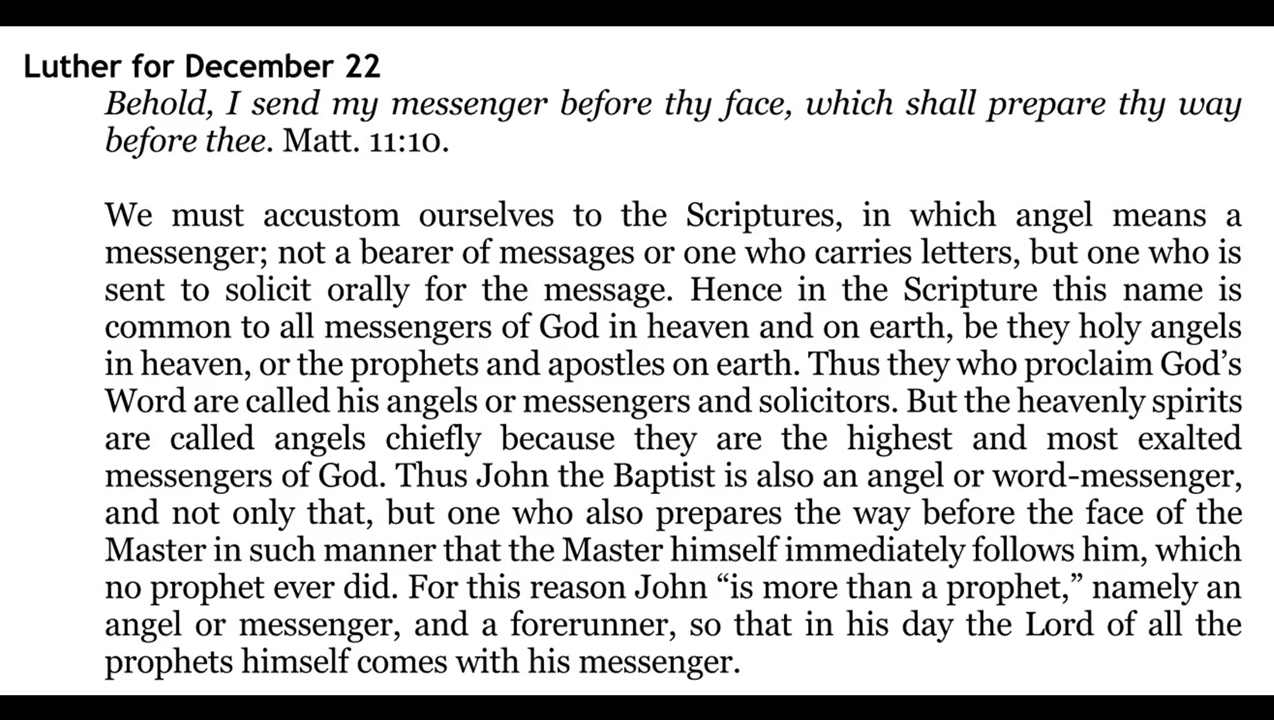 Luther for December 22
Behold, I send my messenger before thy face, which shall prepare thy way
before thee. Matt. 11:10.
We must accustom ourselves to the Scriptures, in which angel means a
messenger; not a bearer of messages or one who carries letters, but one who is
sent to solicit orally for the message. Hence in the Scripture this name is
common to all messengers of God in heaven and on earth, be they holy angels
in heaven, or the prophets and apostles on earth. Thus they who proclaim God’s
Word are called his angels or messengers and solicitors. But the heavenly spirits
are called angels chiefly because they are the highest and most exalted
messengers of God. Thus John the Baptist is also an angel or word-messenger,
and not only that, but one who also prepares the way before the face of the
Master in such manner that the Master himself immediately follows him, which
no prophet ever did. For this reason John “is more than a prophet,” namely an
angel or messenger, and a forerunner, so that in his day the Lord of all the
prophets himself comes with his messenger.